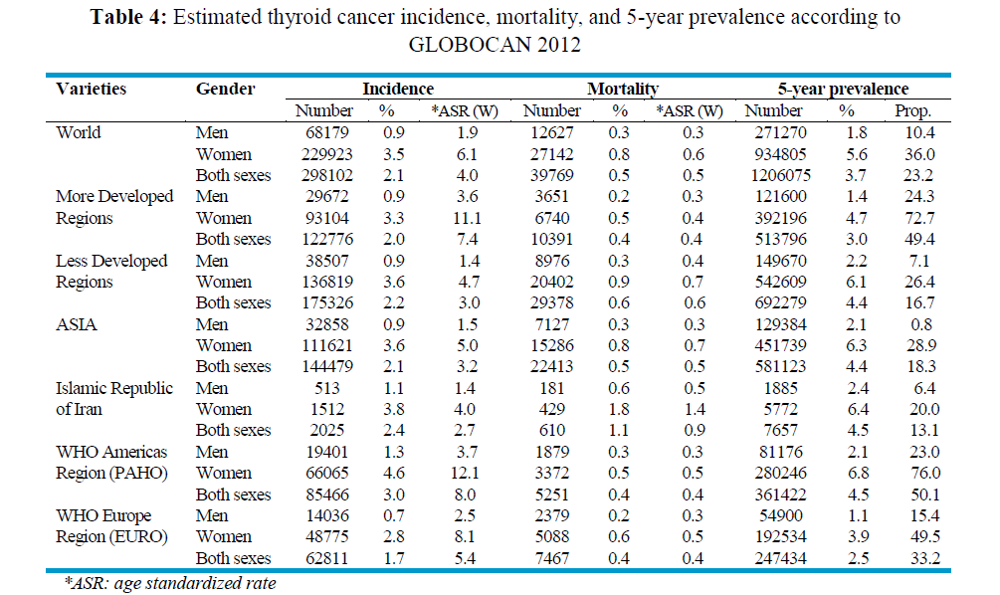 Table 4: Estimated thyroid cancer incidence, mortality, and 5-year prevalence according to
GLOBOCAN 2012
Varieties Gender Incidence Mortality 5-year prevalence
Number % *ASR (W) Number % *ASR (W) Number % Prop.
World Men 68179 0.9 1.9 12627 0.3 0.3 271270 1.8 10.4
Women 229923 3.5 6.1 27142 0.8 0.6 934805 5.6 36.0
Both sexes 298102 2.1 4.0 39769 0.5 0.5 1206075 3.7 23.2
More Developed Men 29672 0.9 3.6 3651 0.2 0.3 121600 1.4 24.3
Regions Women 93104 3.3 11.1 6740 0.5 0.4 392196 4.7 72.7
Both sexes 122776 2.0 7.4 10391 0.4 0.4 513796 3.0 49.4
Less Developed Men 38507 0.9 1.4 8976 0.3 0.4 149670 2.2 7.1
Regions Women 136819 3.6 4.7 20402 0.9 0.7 542609 6.1 26.4
Both sexes 175326 2.2 3.0 29378 0.6 0.6 692279 4.4 16.7
ASIA Men 32858 0.9 1.5 7127 0.3 0.3 129384 2.1 0.8
Women 111621 3.6 5.0 15286 0.8 0.7 451739 6.3 28.9
Both sexes 144479 2.1 3.2 22413 0.5 0.5 581123 4.4 18.3
Islamic Republic Men 513 1.1 1.4 181 0.6 0.5 1885 2.4 6.4
of Iran Women 1512 3.8 4.0 429 1.8 1.4 5772 6.4 20.0
Both sexes 2025 2.4 2.7 610 1.1 0.9 7657 4.5 13.1
WHO Americas Men 19401 1.3 3.7 1879 0.3 0.3 81176 2.1 23.0
Region (PAHO) Women 66065 4.6 12.1 3372 0.5 0.5 280246 6.8 76.0
Both sexes 85466 3.0 8.0 5251 0.4 0.4 361422 4.5 50.1
WHO Europe Men 14036 0.7 2.5 2379 0.2 0.3 54900 1.1 15.4
Region (EURO) Women 48775 2.8 8.1 5088 0.6 0.5 192534 3.9 49.5
Both sexes 62811 1.7 5.4 7467 0.4 0.4 247434 2.5 33.2
*ASR: age standardized rate